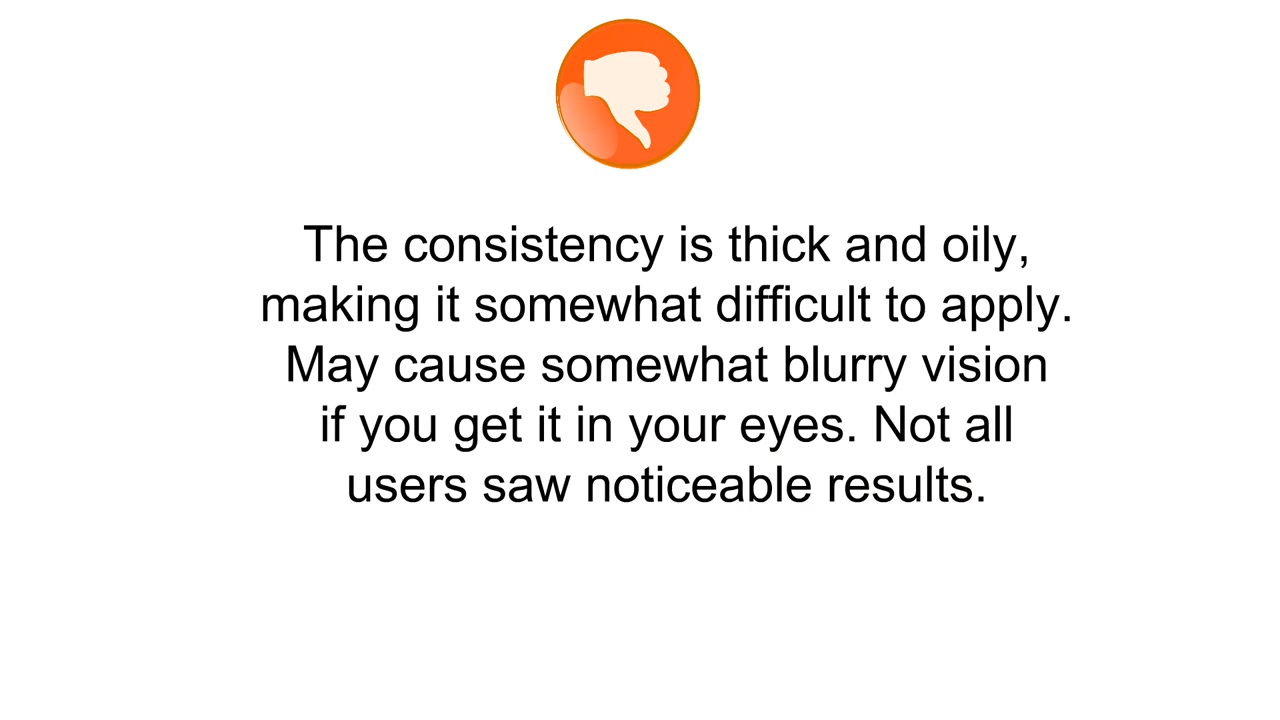 The consistency is thick and oily,
making it somewhat difficult to apply.
May cause somewhat blurry vision
if you get it in your eyes. Not all
users saw noticeable results.